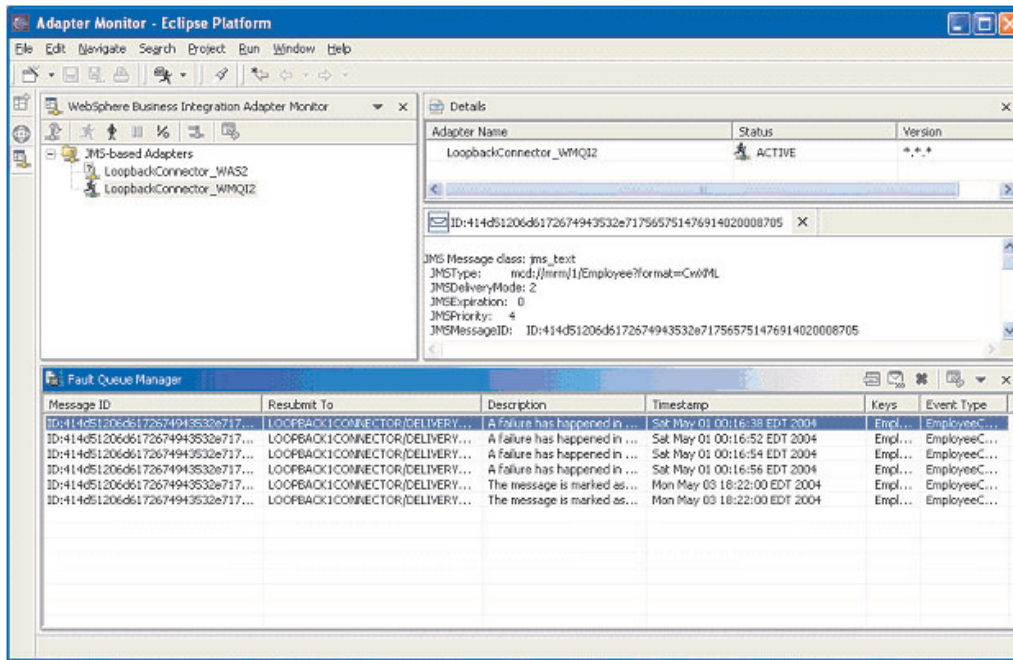 Adapter Monitor - Eclipse Platform
File Edit Navigate Search Project Run Window Help
WebSphere Business Integration Adapter Monitor
JMS-based Adapters
LoopbackConnector_WAS2
LoopbackConnector_WMQI2
Details
Adapter Name Status Version
LoopbackConnector_WMQI2 ACTIVE *.*.*
ID:414d51206d6172674943532e717565751476914020008705
JMS Message class: jms_text
JMSType: mcd://mrm/1/Employee?format=CwXML
JMSDeliveryMode: 2
JMSExpiration: 0
JMSPriority: 4
JMSMessageID: ID:414d51206d6172674943532e717565751476914020008705
Fault Queue Manager
Message ID Resubmit To Description Timestamp Keys Event Type
ID:414d51206d6172674943532e717... LOOPBACK1CONNECTOR/DELIVERY... A failure has happened in ... Sat May 01 00:16:38 EDT 2004 Empl... EmployeeC...
ID:414d51206d6172674943532e717... LOOPBACK1CONNECTOR/DELIVERY... A failure has happened in ... Sat May 01 00:16:52 EDT 2004 Empl... EmployeeC...
ID:414d51206d6172674943532e717... LOOPBACK1CONNECTOR/DELIVERY... A failure has happened in ... Sat May 01 00:16:54 EDT 2004 Empl... EmployeeC...
ID:414d51206d6172674943532e717... LOOPBACK1CONNECTOR/DELIVERY... A failure has happened in ... Sat May 01 00:16:56 EDT 2004 Empl... EmployeeC...
ID:414d51206d6172674943532e717... LOOPBACK1CONNECTOR/DELIVERY... The message is marked as... Mon May 03 18:22:00 EDT 2004 Empl... EmployeeC...
ID:414d51206d6172674943532e717... LOOPBACK1CONNECTOR/DELIVERY... The message is marked as... Mon May 03 18:22:00 EDT 2004 Empl... EmployeeC...